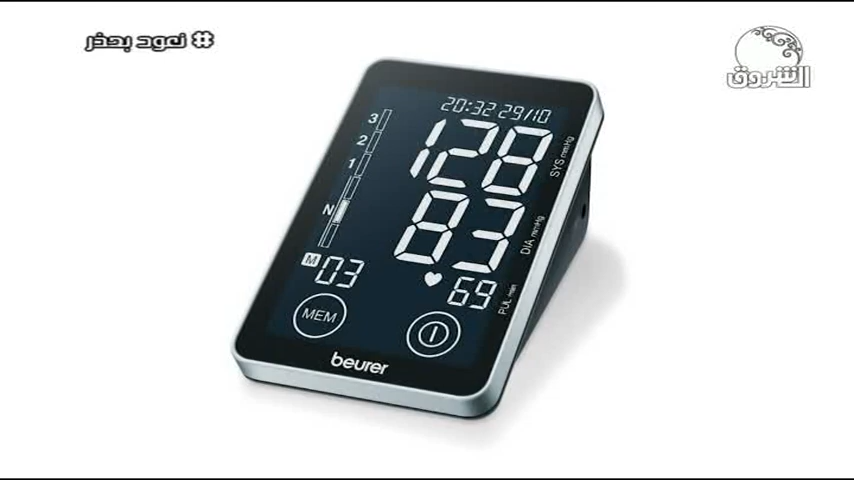 # نعود بحذر
الشروق
20:32 29/10
3
128
SYS mmHg
2
1
N
83
DIA mmHg
M 03
69
PUL /min
MEM
beurer